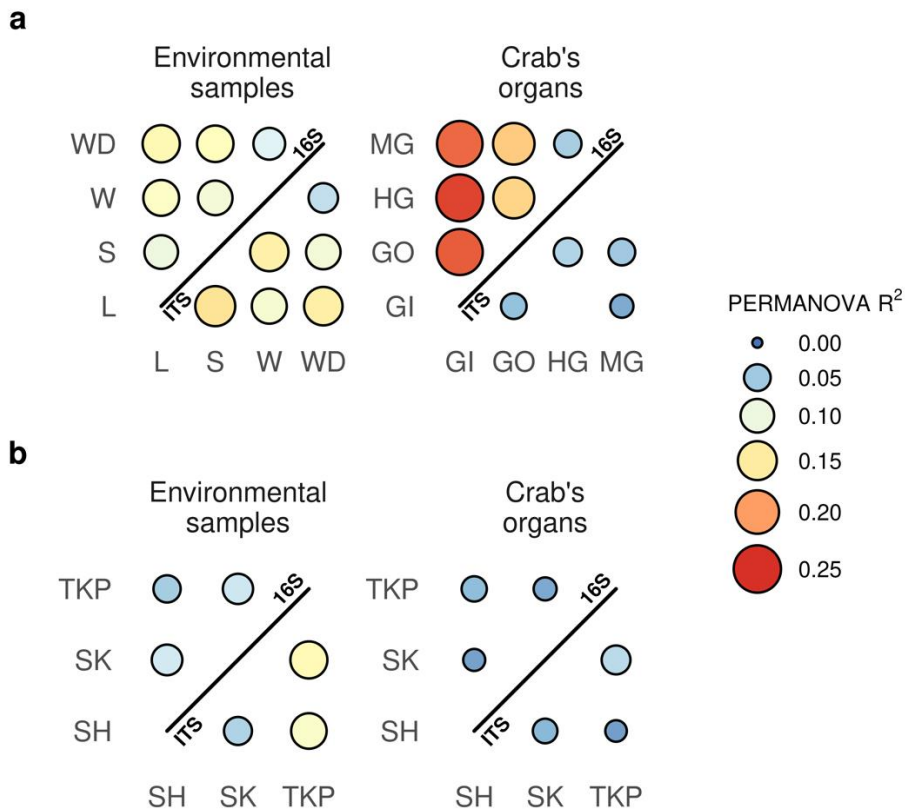 a
Environmental
samples
Crab's
organs
WD
16S
MG
16S
W
HG
S
GO
L
ITS
GI
ITS
L S W WD
GI GO HG MG
PERMANOVA R²
0.00
0.05
0.10
0.15
0.20
0.25
b
Environmental
samples
Crab's
organs
TKP
16S
TKP
16S
SK
SK
SH
ITS
SH
ITS
SH SK TKP
SH SK TKP